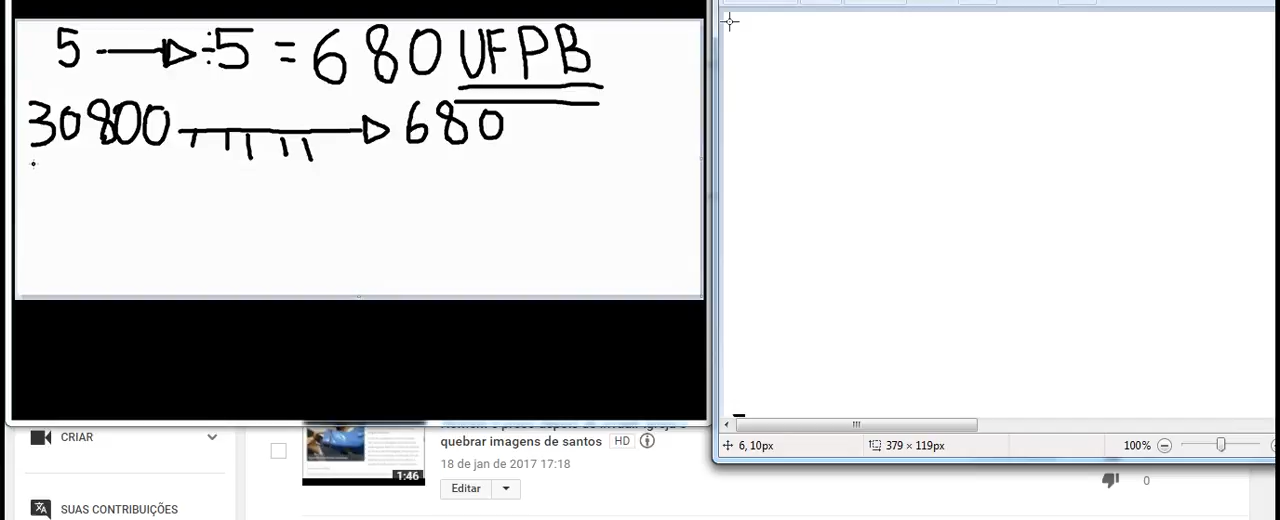 5 → ÷5 = 680 UFPB
30800 → 680
6, 10px
379 × 119px
100%
CRIAR
quebrar imagens de santos HD
18 de jan de 2017 17:18
1:46
Editar
0
SUAS CONTRIBUIÇÕES